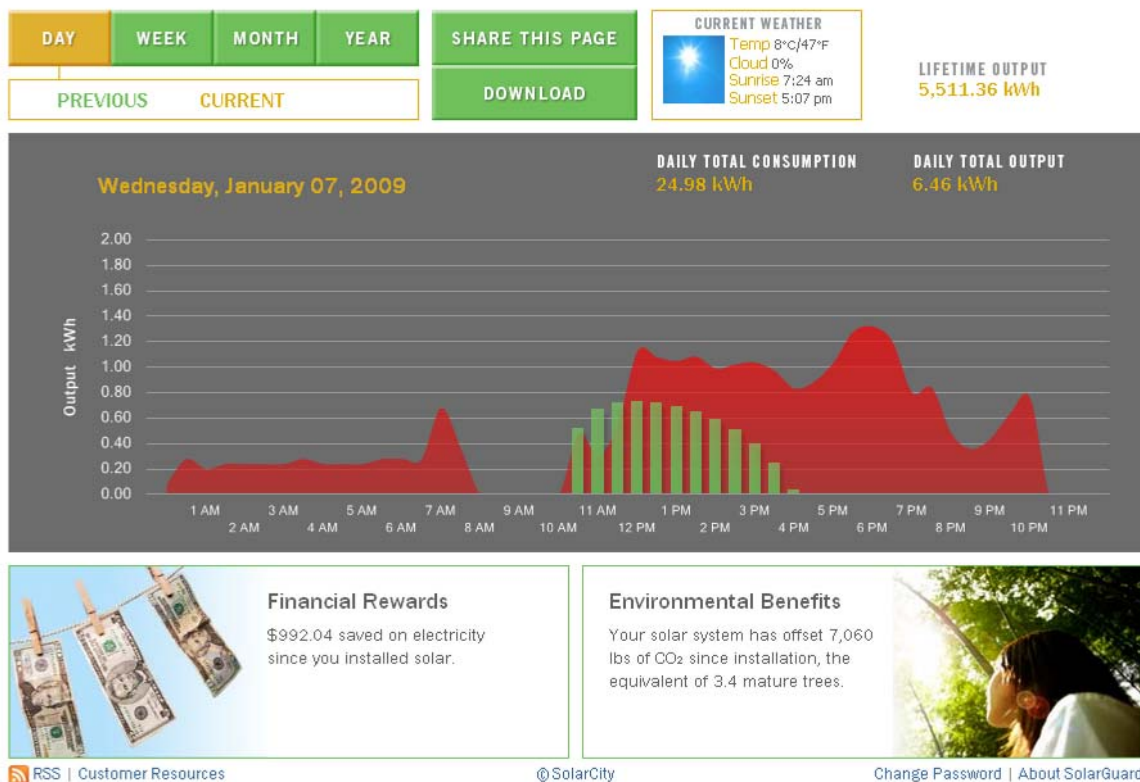 DAY WEEK MONTH YEAR
PREVIOUS CURRENT
SHARE THIS PAGE
DOWNLOAD
CURRENT WEATHER
Temp 8°C/47°F
Cloud 0%
Sunrise 7:24 am
Sunset 5:07 pm
LIFETIME OUTPUT
5,511.36 kWh
Wednesday, January 07, 2009
DAILY TOTAL CONSUMPTION
24.98 kWh
DAILY TOTAL OUTPUT
6.46 kWh
Output kWh
2.00
1.80
1.60
1.40
1.20
1.00
0.80
0.60
0.40
0.20
0.00
1 AM 3 AM 5 AM 7 AM 9 AM 11 AM 1 PM 3 PM 5 PM 7 PM 9 PM 11 PM
2 AM 4 AM 6 AM 8 AM 10 AM 12 PM 2 PM 4 PM 6 PM 8 PM 10 PM
Financial Rewards
$992.04 saved on electricity
since you installed solar.
Environmental Benefits
Your solar system has offset 7,060
lbs of CO₂ since installation, the
equivalent of 3.4 mature trees.
RSS | Customer Resources
© SolarCity
Change Password | About SolarGuard